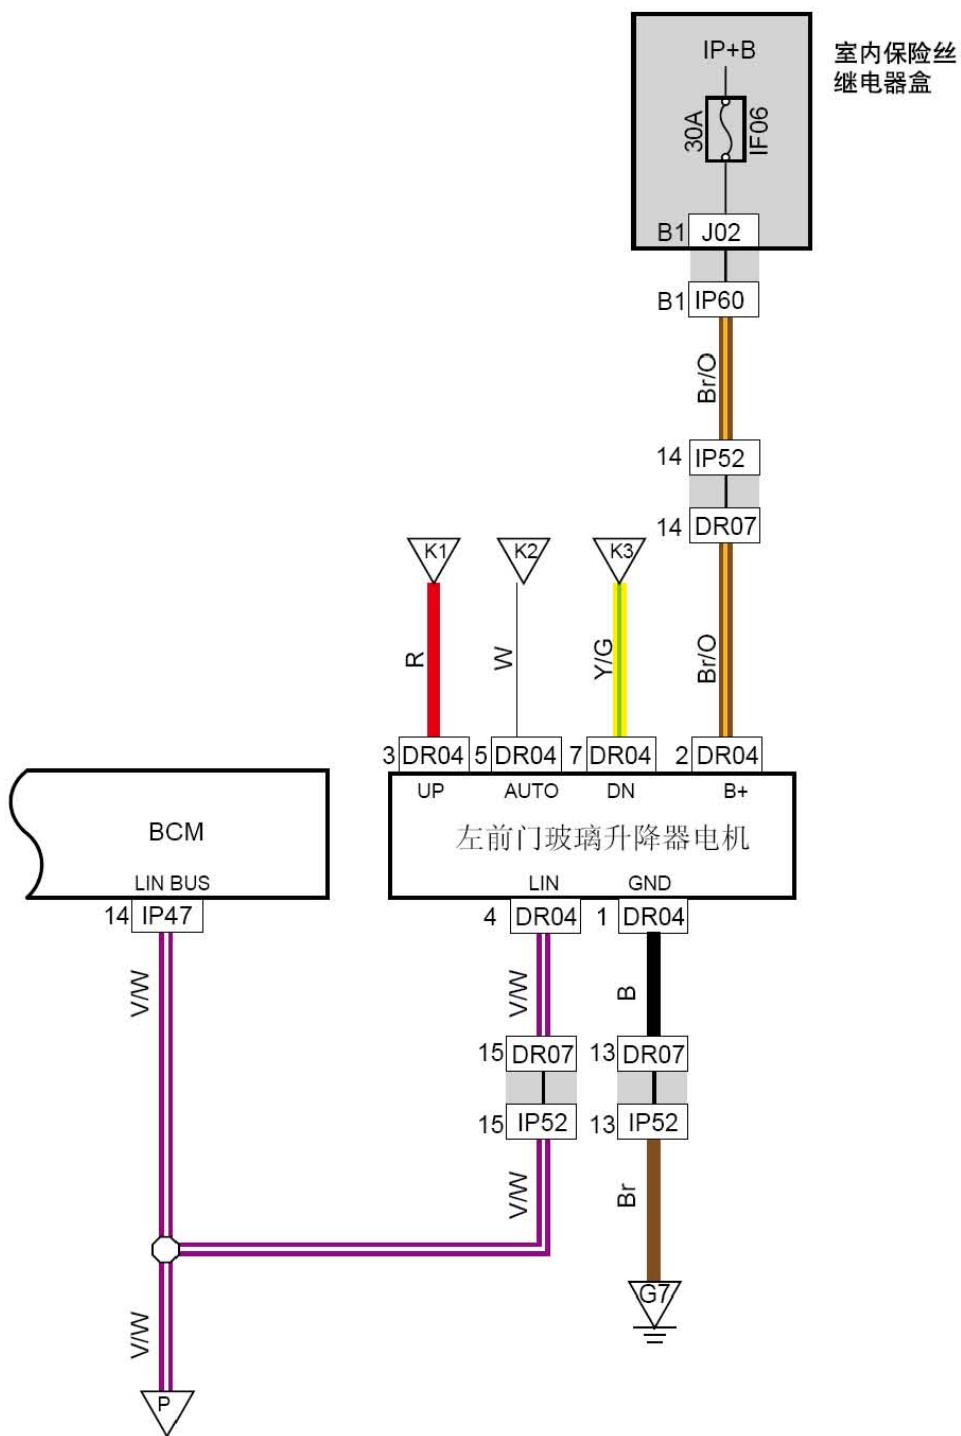 IP+B
室内保险丝
继电器盒
30A
IF06
B1 J02
B1 IP60
Br/O
14 IP52
14 DR07
K1 K2 K3
R
W
Y/G
Br/O
3 DR04 5 DR04 7 DR04 2 DR04
UP AUTO DN B+
左前门玻璃升降器电机
LIN GND
BCM
LIN BUS
14 IP47
4 DR04 1 DR04
V/W
V/W
B
15 DR07 13 DR07
15 IP52 13 IP52
V/W
Br
G7
V/W
P